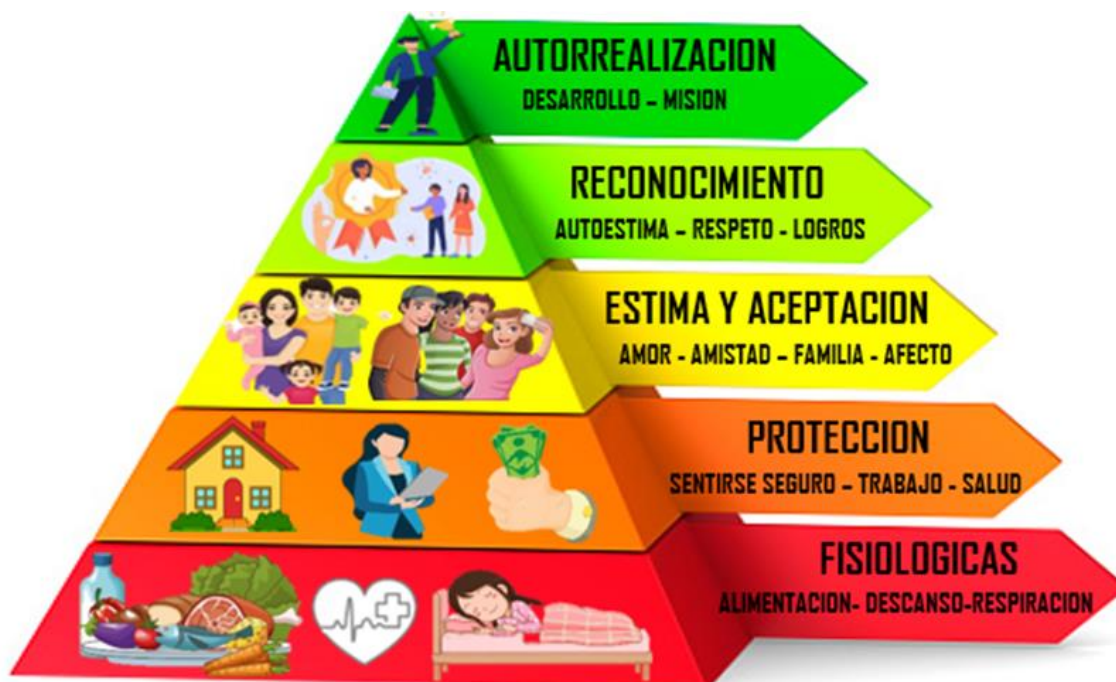 AUTORREALIZACION
DESARROLLO – MISION
RECONOCIMIENTO
AUTOESTIMA – RESPETO - LOGROS
ESTIMA Y ACEPTACION
AMOR - AMISTAD – FAMILIA - AFECTO
PROTECCION
SENTIRSE SEGURO – TRABAJO - SALUD
FISIOLOGICAS
ALIMENTACION- DESCANSO-RESPIRACION